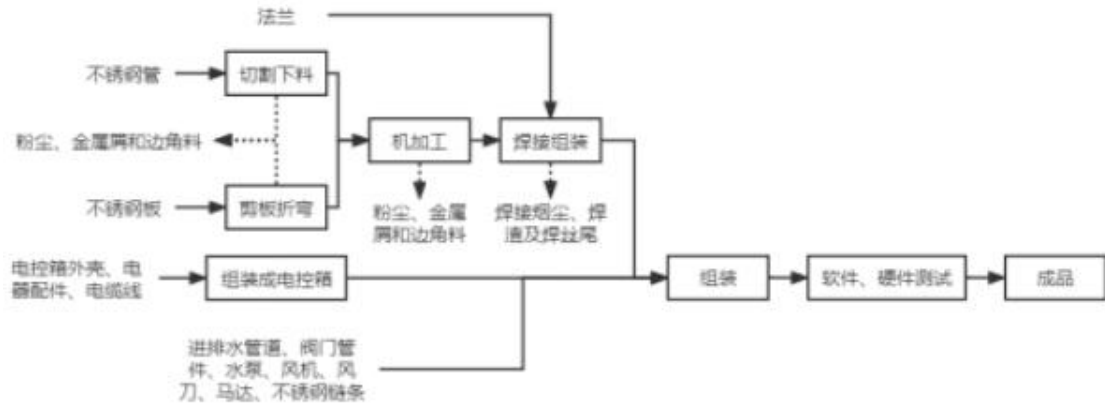 法兰
不锈钢管
切割下料
粉尘、金属屑和边角料
机加工
焊接组装
不锈钢板
剪板折弯
粉尘、金属
屑和边角料
焊接烟尘、焊
渣及焊丝尾
电控箱外壳、电
器配件、电缆线
组装成电控箱
组装
软件、硬件测试
成品
进排水管道、阀门管
件、水泵、风机、风
刀、马达、不锈钢链条